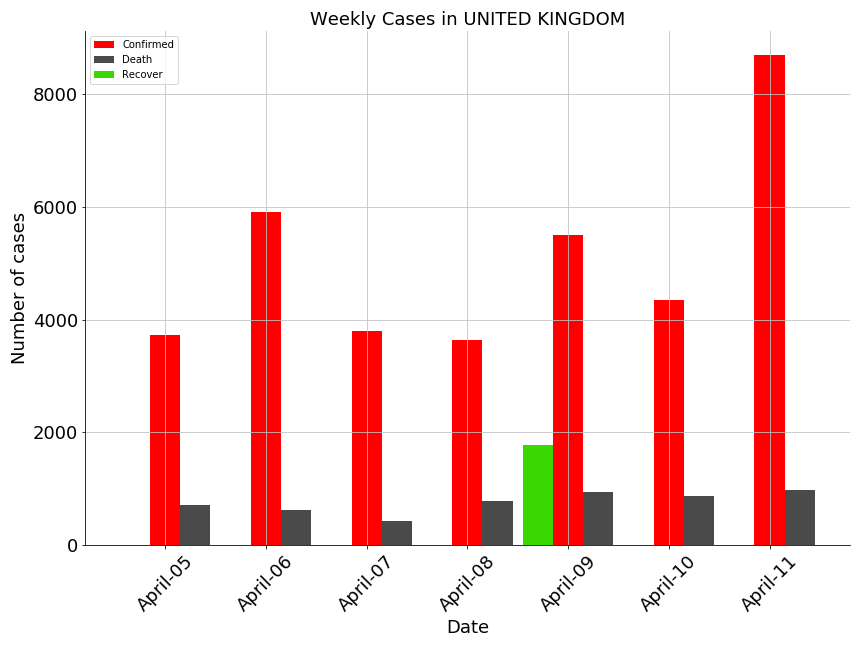 Weekly Cases in UNITED KINGDOM
Confirmed
Death
Recover
Number of cases
8000
6000
4000
2000
0
April-05
April-06
April-07
April-08
April-09
April-10
April-11
Date